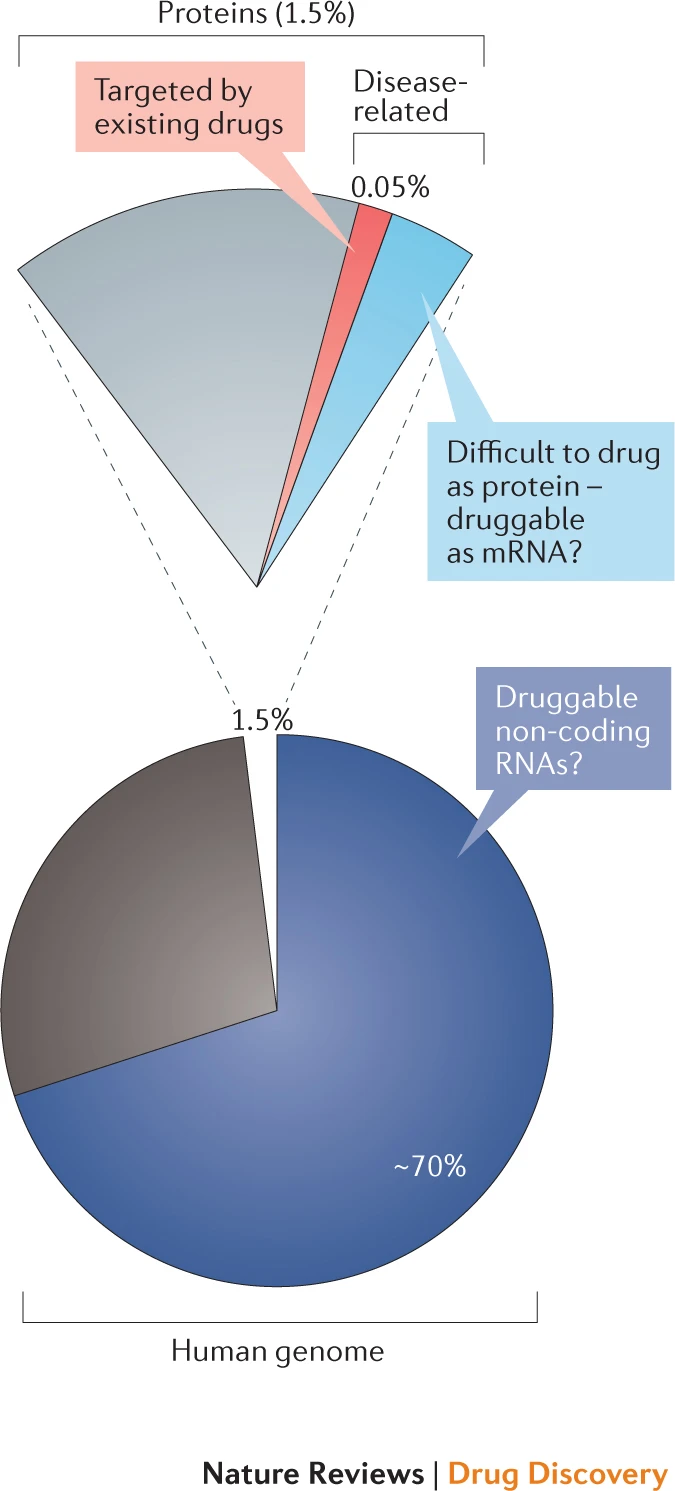 Proteins (1.5%)
Targeted by
existing drugs
Disease-
related
0.05%
Difficult to drug
as protein –
druggable
as mRNA?
Druggable
non-coding
RNAs?
1.5%
~70%
Human genome
Nature Reviews | Drug Discovery